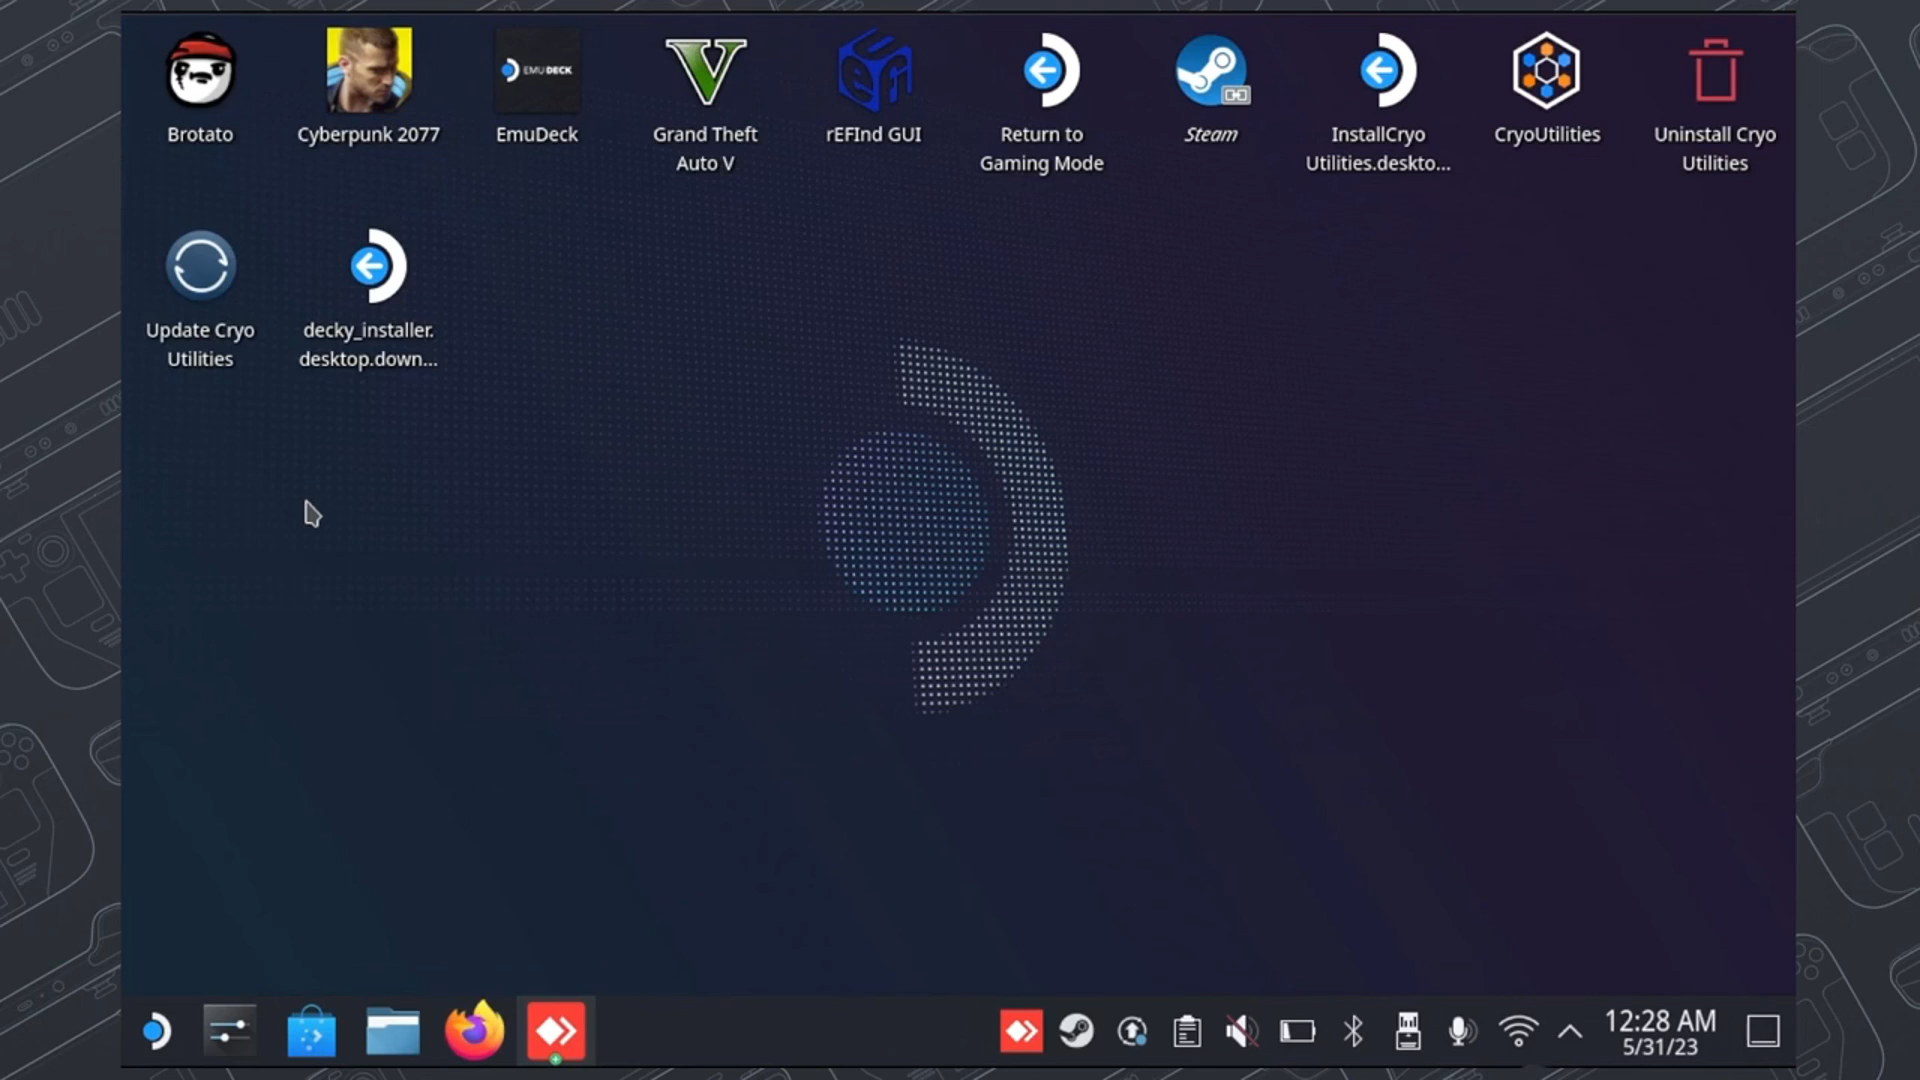 EMUDECK
Brotato
Cyberpunk 2077
EmuDeck
Grand Theft
Auto V
rEFInd GUI
Return to
Gaming Mode
Steam
InstallCryo
Utilities.deskto...
CryoUtilities
Uninstall Cryo
Utilities
Update Cryo
Utilities
decky_installer.
desktop.down...
12:28 AM
5/31/23